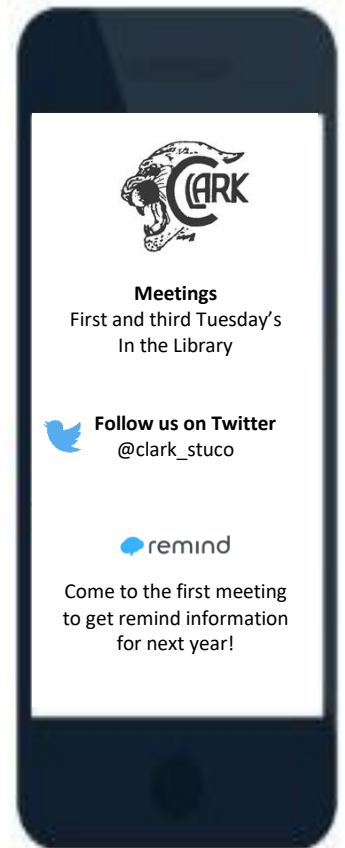 CLARK
Meetings
First and third Tuesday’s
In the Library
Follow us on Twitter
@clark_stuco
remind
Come to the first meeting
to get remind information
for next year!